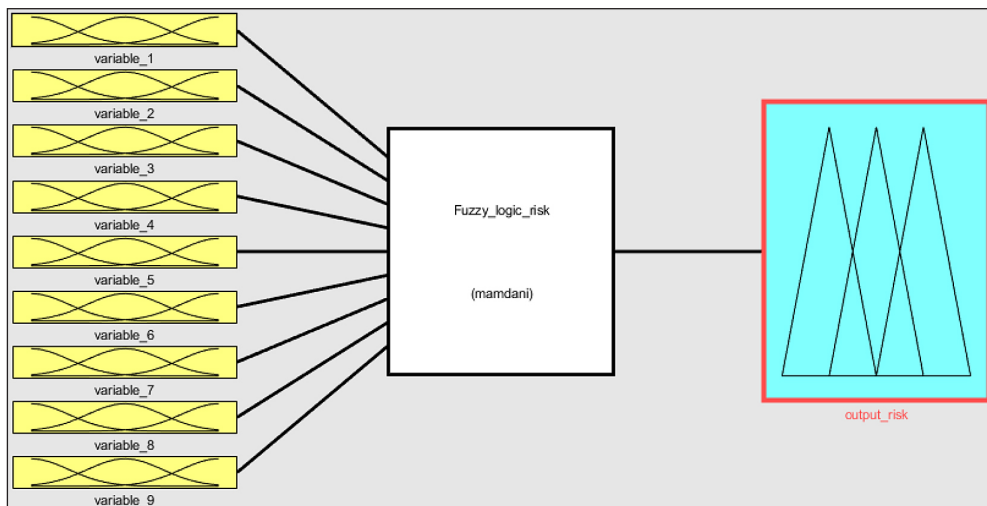 variable_1
variable_2
variable_3
variable_4
variable_5
variable_6
variable_7
variable_8
variable_9
Fuzzy_logic_risk
(mamdani)
output_risk